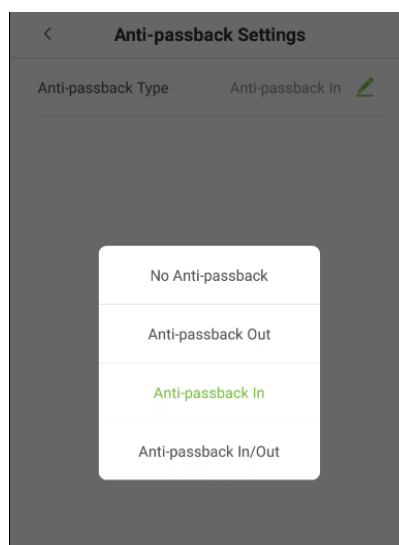 Anti-passback Settings
Anti-passback Type Anti-passback In
No Anti-passback
Anti-passback Out
Anti-passback In
Anti-passback In/Out